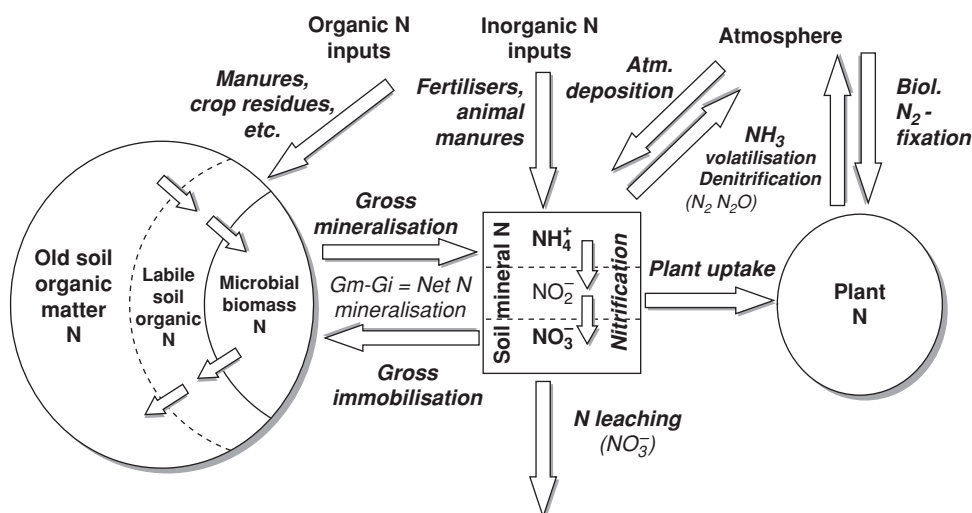 Organic N
inputs
Inorganic N
inputs
Atmosphere
Manures,
crop residues,
etc.
Fertilisers,
animal
manures
Atm.
deposition
Biol.
N₂ -
fixation
NH₃
volatilisation
Denitrification
(N₂ N₂O)
Old soil
organic
matter
N
Labile
soil
organic
N
Microbial
biomass
N
Gross
mineralisation
Gm-Gi = Net N
mineralisation
Gross
immobilisation
Soil mineral N
NH₄⁺
NO₂⁻
NO₃⁻
Nitrification
Plant uptake
Plant
N
N leaching
(NO₃⁻)